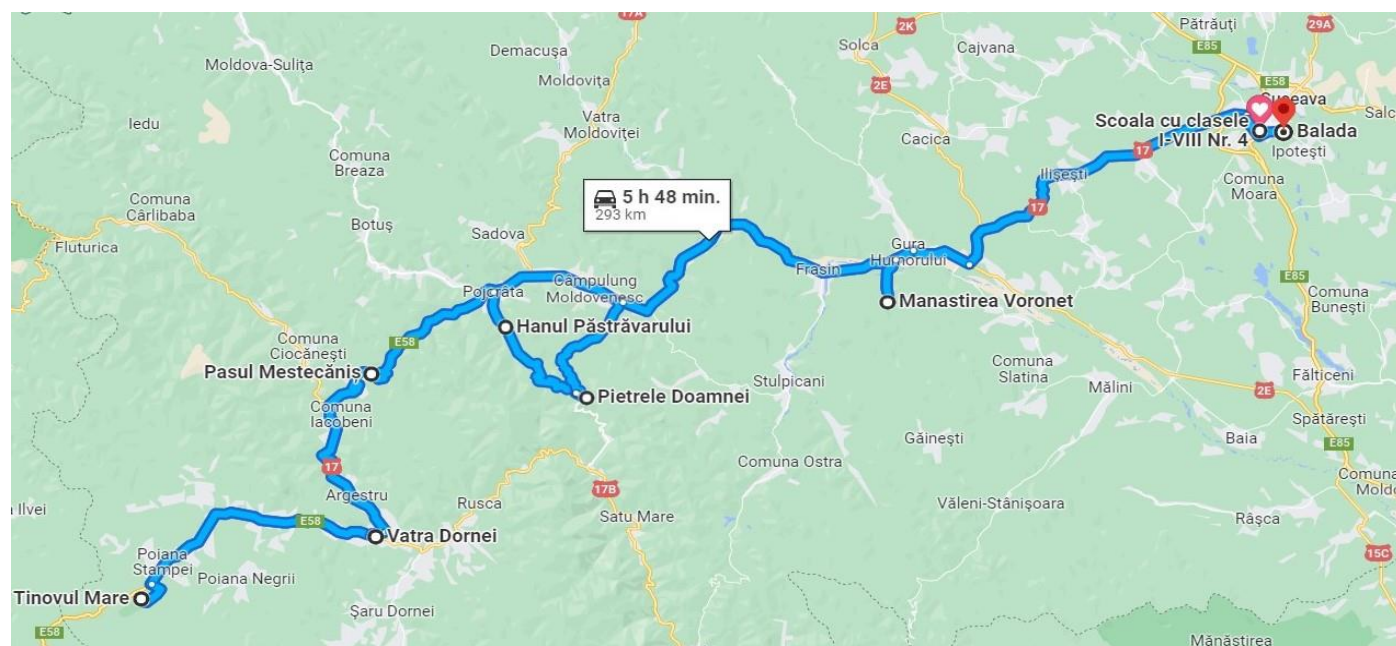 17A
Pătrăuți
29A
2K
Solca
Cajvana
E85
Demacușa
Moldova-Sulița
Moldovița
E58
2E
Suceava
Iedu
Vatra
Moldoviței
Scoala cu clasele
I-VIII Nr. 4
Balada
Salc
Cacica
Comuna
Breaza
17
Ipotești
Ilișești
Comuna
Moara
5 h 48 min.
293 km
Comuna
Cârlibaba
17
Botuș
Sadova
Fluturica
Gura
Humorului
Frasin
E85
Pojorâta
Campulung
Moldovenesc
Manastirea Voronet
Comuna
Bunești
Hanul Păstrăvarului
E58
Comuna
Ciocănești
Pasul Mestecăniș
Comuna
Slatina
Fălticeni
Stulpicani
Mălini
2E
Pietrele Doamnei
Comuna
Iacobeni
Spătărești
Găinești
Baia
E85
17
Comuna Ostra
Comuna
Mold
Argestru
17B
Rusca
a Ilvei
Văleni-Stânișoara
Satu Mare
Râșca
E58
Vatra Dornei
15C
Poiana
Stampei
Poiana Negrii
Tinovul Mare
Șaru Dornei
E58
Mănăstirea